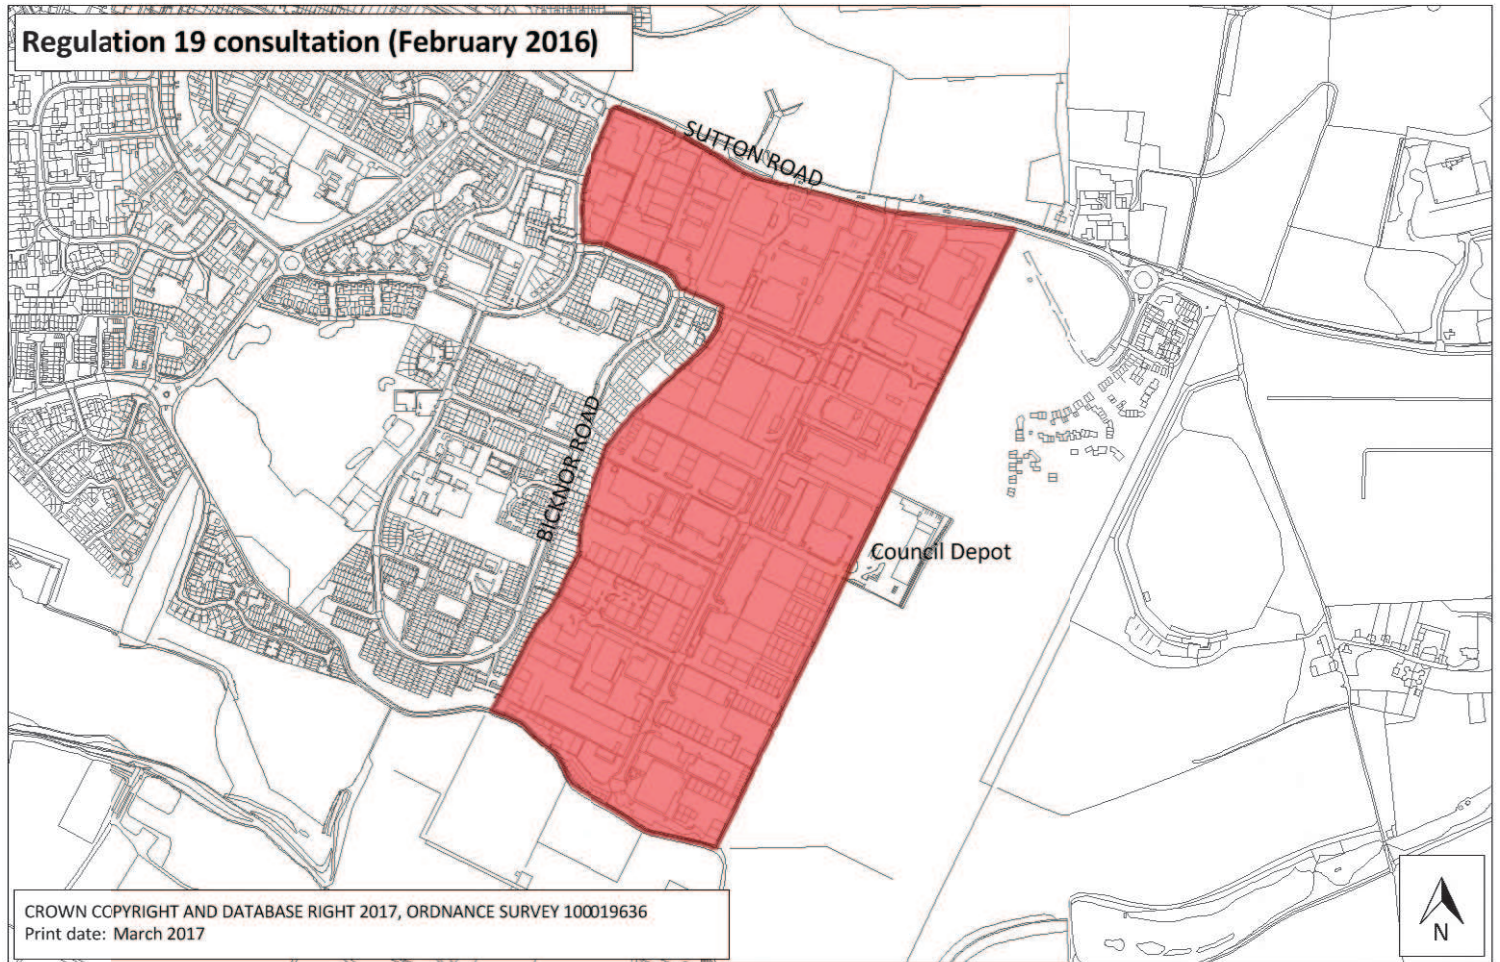 Regulation 19 consultation (February 2016)
SUTTON ROAD
BICKNOR ROAD
Council Depot
CROWN COPYRIGHT AND DATABASE RIGHT 2017, ORDNANCE SURVEY 100019636
Print date: March 2017
N